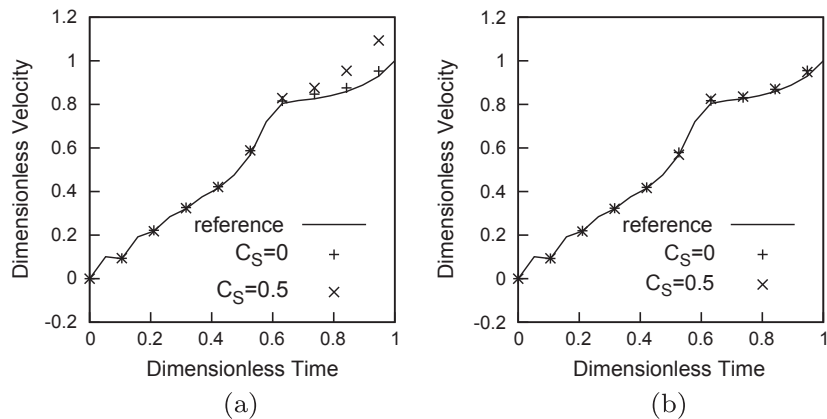 1.2
1
0.8
0.6
0.4
0.2
0
-0.2
Dimensionless Velocity
reference
C_S=0
C_S=0.5
0 0.2 0.4 0.6 0.8 1
Dimensionless Time
(a)
1.2
1
0.8
0.6
0.4
0.2
0
-0.2
Dimensionless Velocity
reference
C_S=0
C_S=0.5
0 0.2 0.4 0.6 0.8 1
Dimensionless Time
(b)